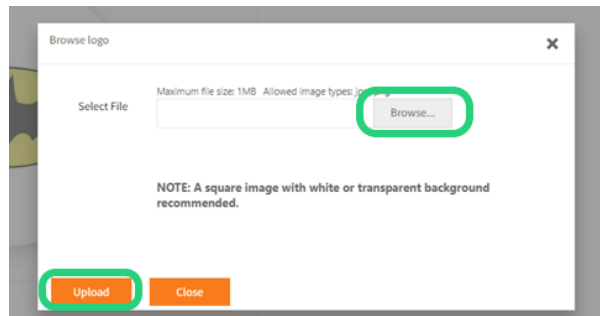 Browse logo
Maximum file size: 1MB Allowed image types:
Select File
Browse...
NOTE: A square image with white or transparent background
recommended.
Upload
Close